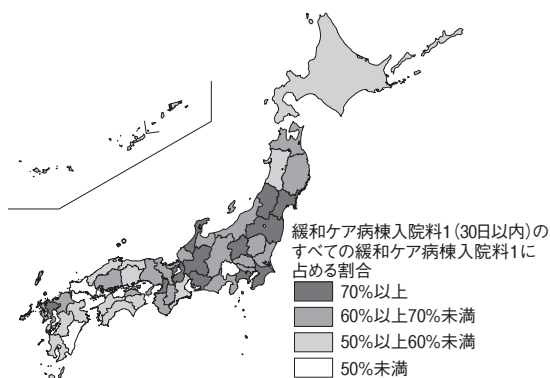 緩和ケア病棟入院料1(30日以内)の
すべての緩和ケア病棟入院料1に
占める割合
70%以上
60%以上70%未満
50%以上60%未満
50%未満